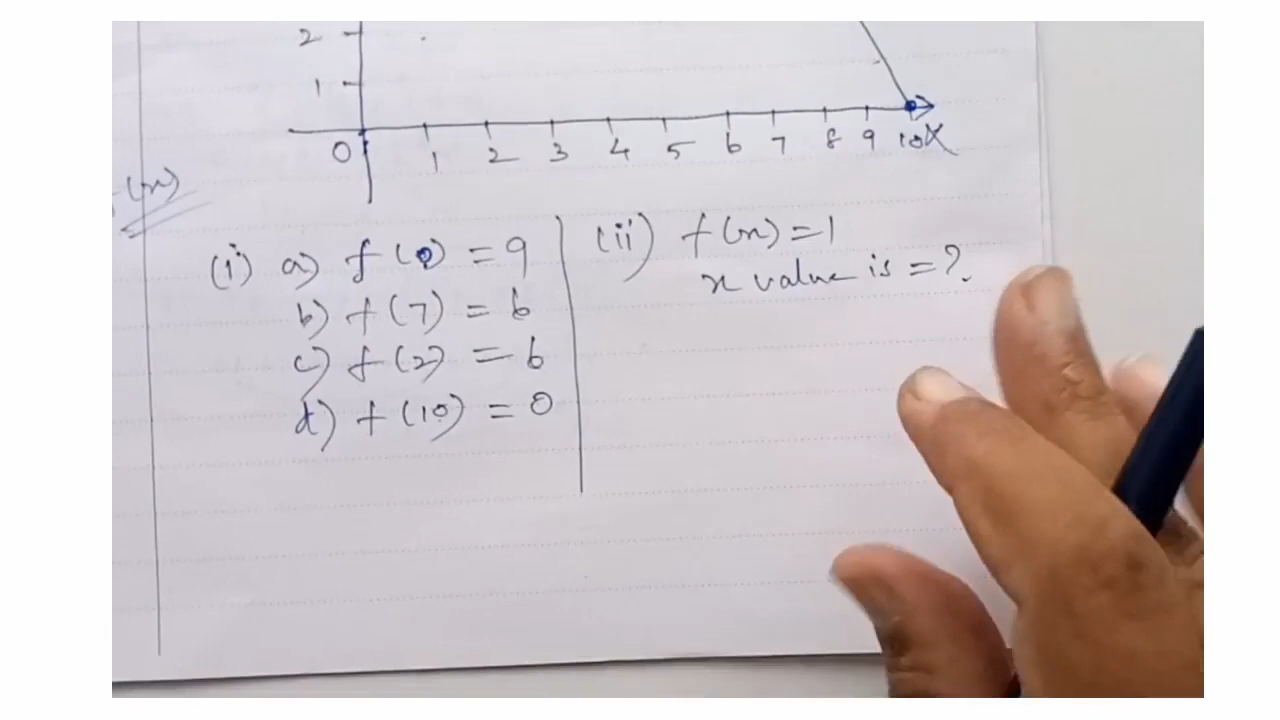 2
1
0 1 2 3 4 5 6 7 8 9 10 X
(x)
(i) a) f(0) = 9
b) f(7) = 6
c) f(2) = 6
d) f(10) = 0
(ii) f(x) = 1
x value is = ?